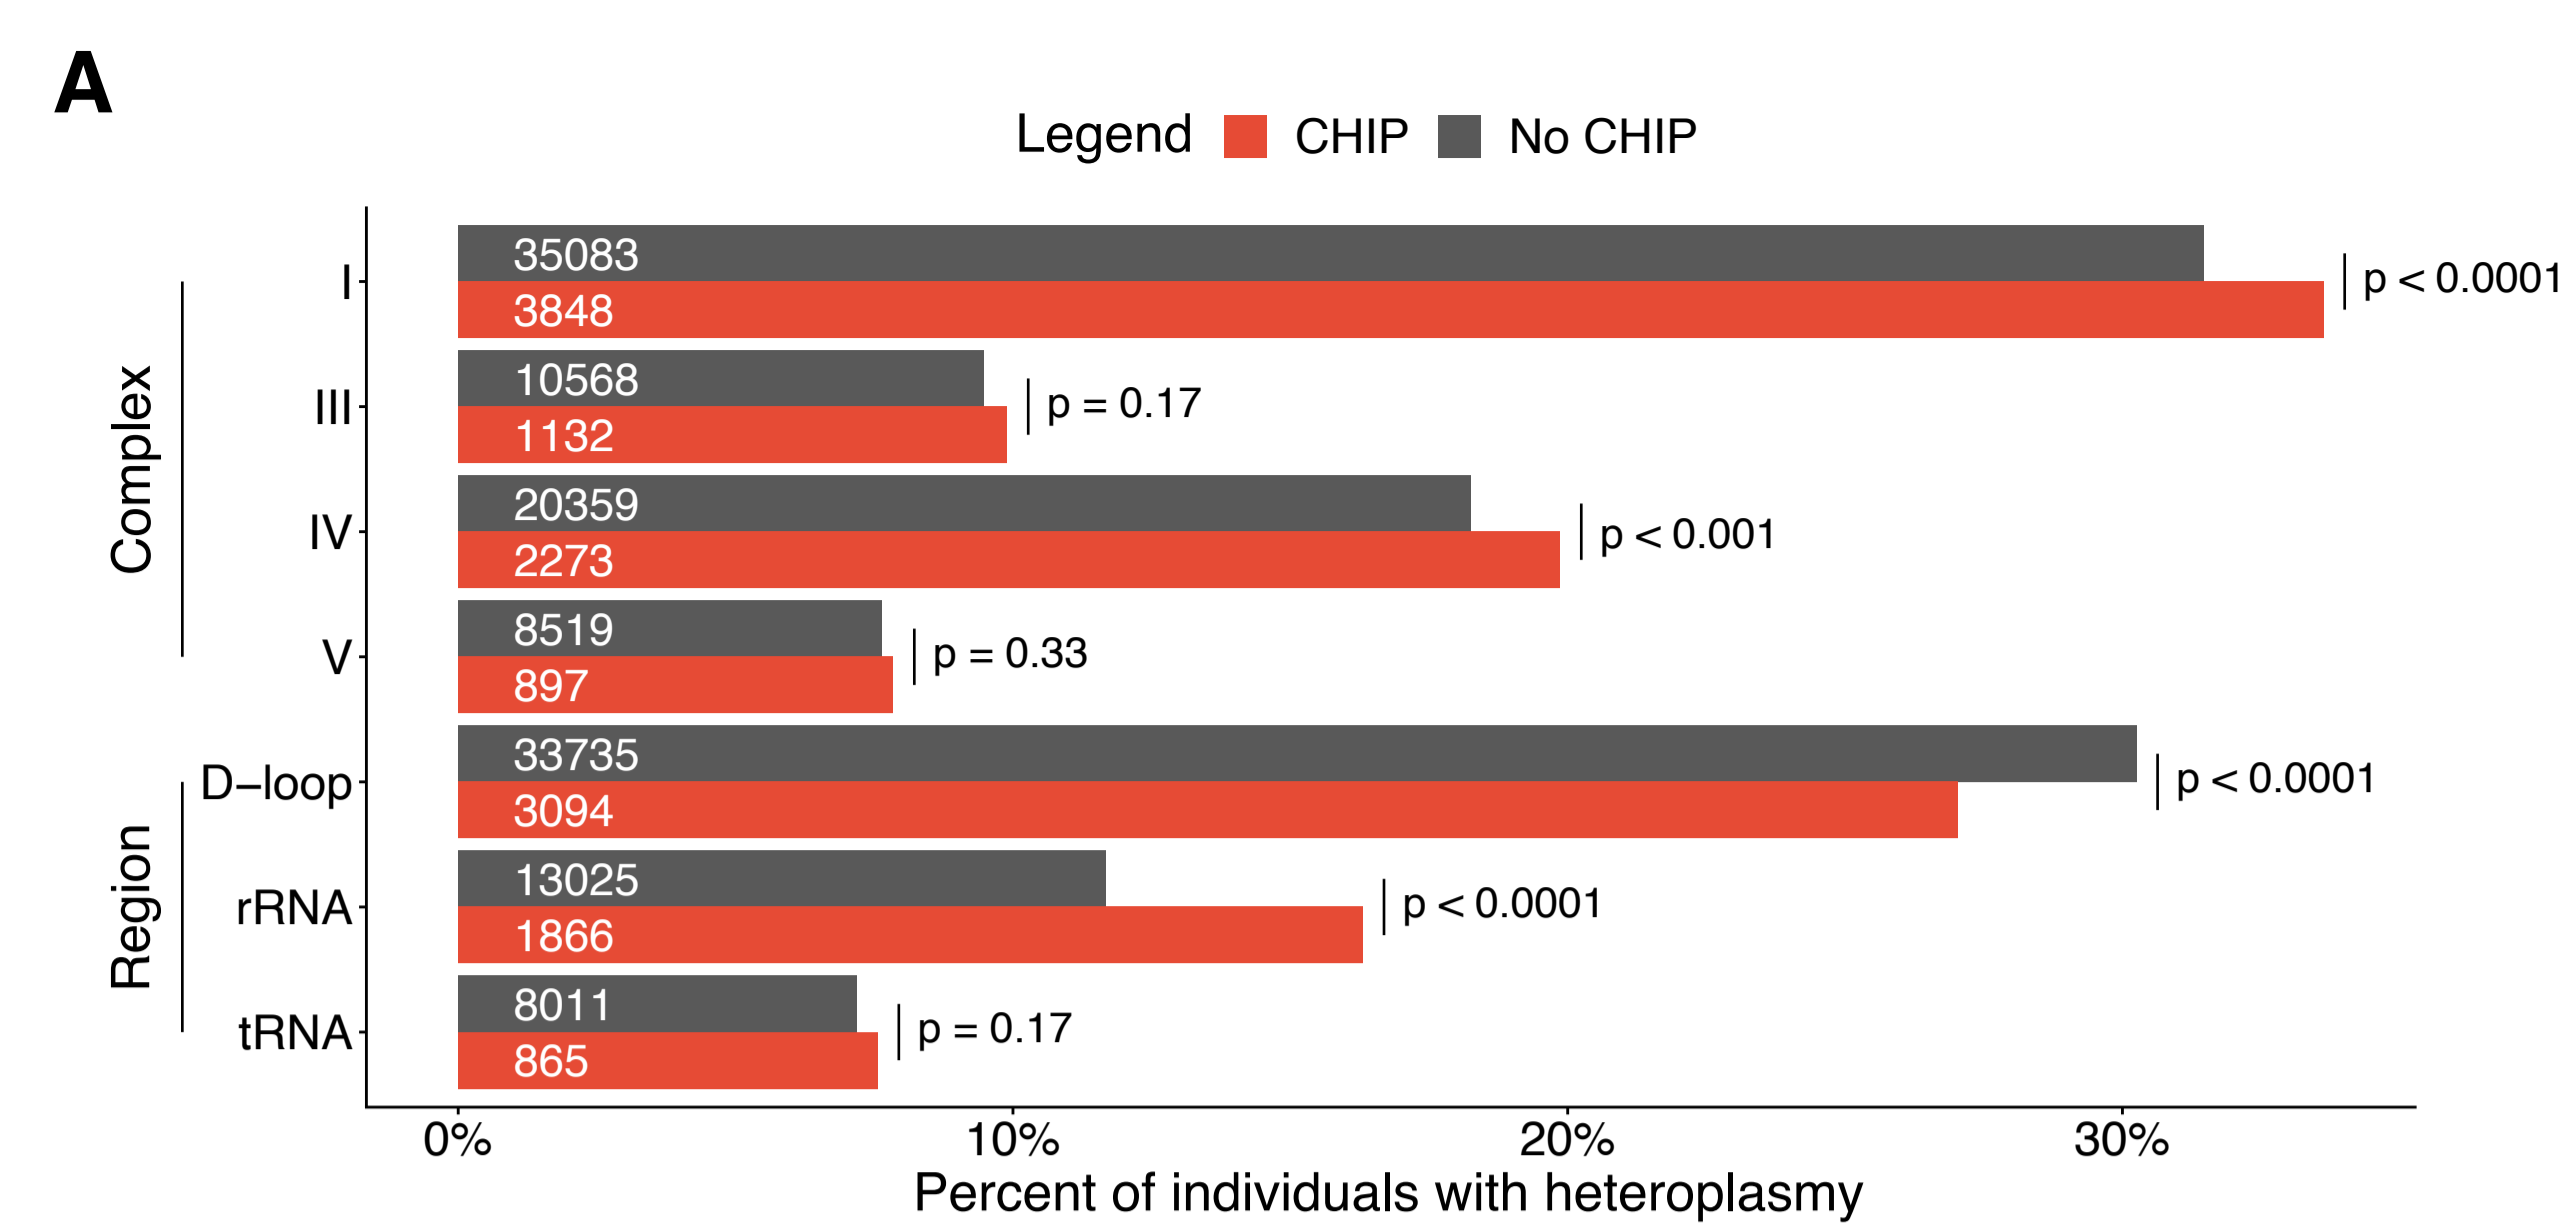 A
Legend CHIP No CHIP
Complex
I
35083
3848
p < 0.0001
III
10568
1132
p = 0.17
IV
20359
2273
p < 0.001
V
8519
897
p = 0.33
Region
D−loop
33735
3094
p < 0.0001
rRNA
13025
1866
p < 0.0001
tRNA
8011
865
p = 0.17
0% 10% 20% 30%
Percent of individuals with heteroplasmy